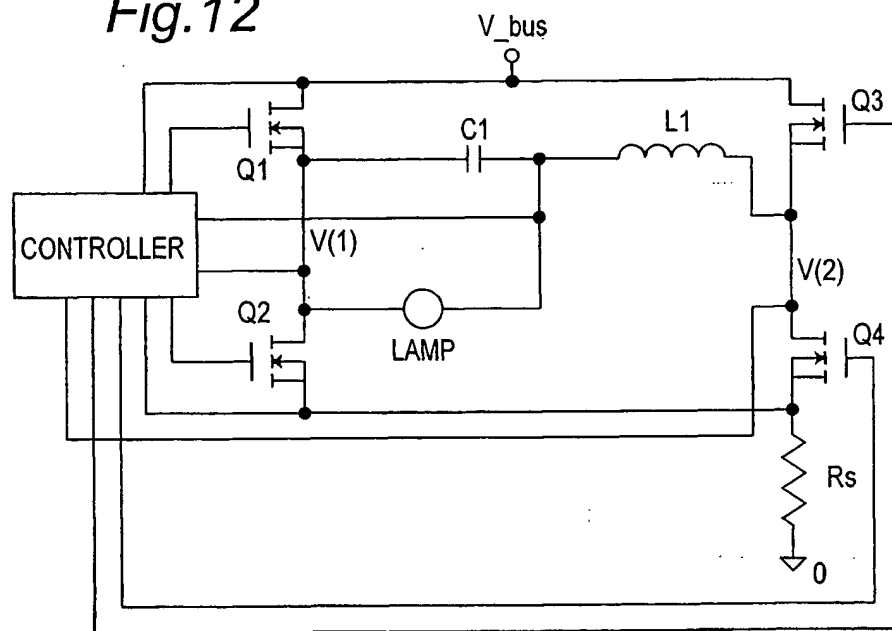 Fig.12
V_bus
Q3
C1
L1
Q1
CONTROLLER
V(1)
V(2)
Q2
Q4
LAMP
Rs
0